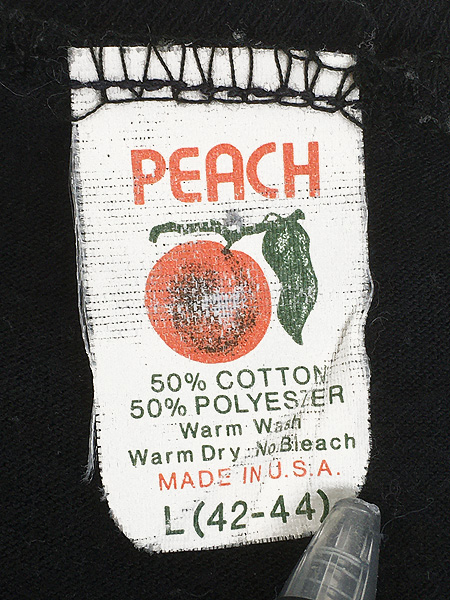 PEACH
50% COTTON
50% POLYESTER
Warm Wash
Warm Dry No Bleach
MADE IN U.S.A.
L (42-44)